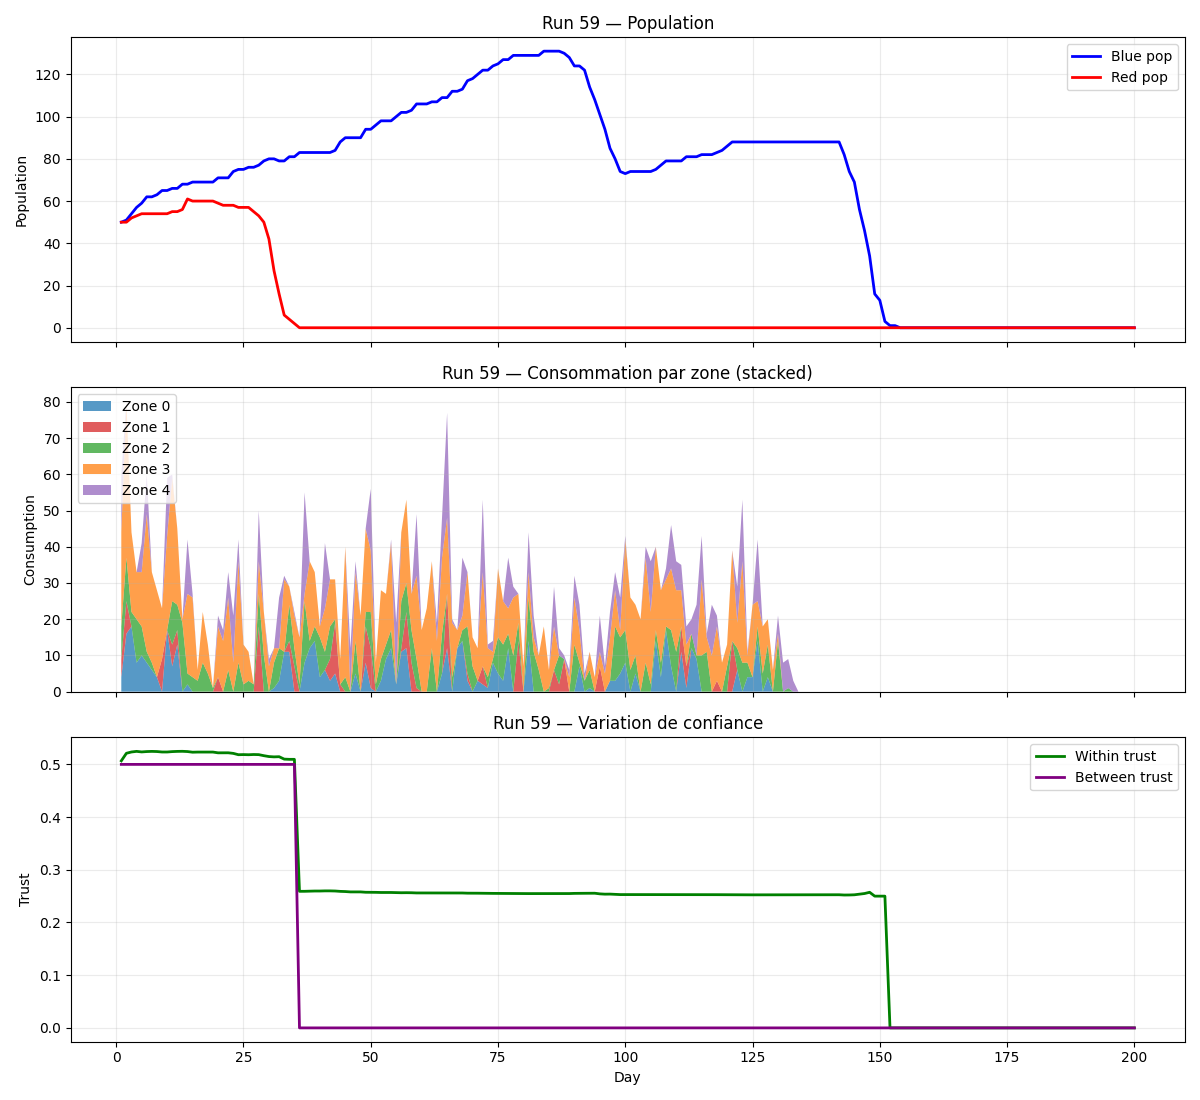 Run 59 — Population
Population
120
100
80
60
40
20
0
Blue pop
Red pop
Run 59 — Consommation par zone (stacked)
Consumption
80
70
60
50
40
30
20
10
0
Zone 0
Zone 1
Zone 2
Zone 3
Zone 4
Run 59 — Variation de confiance
Trust
0.5
0.4
0.3
0.2
0.1
0.0
Within trust
Between trust
0 25 50 75 100 125 150 175 200
Day